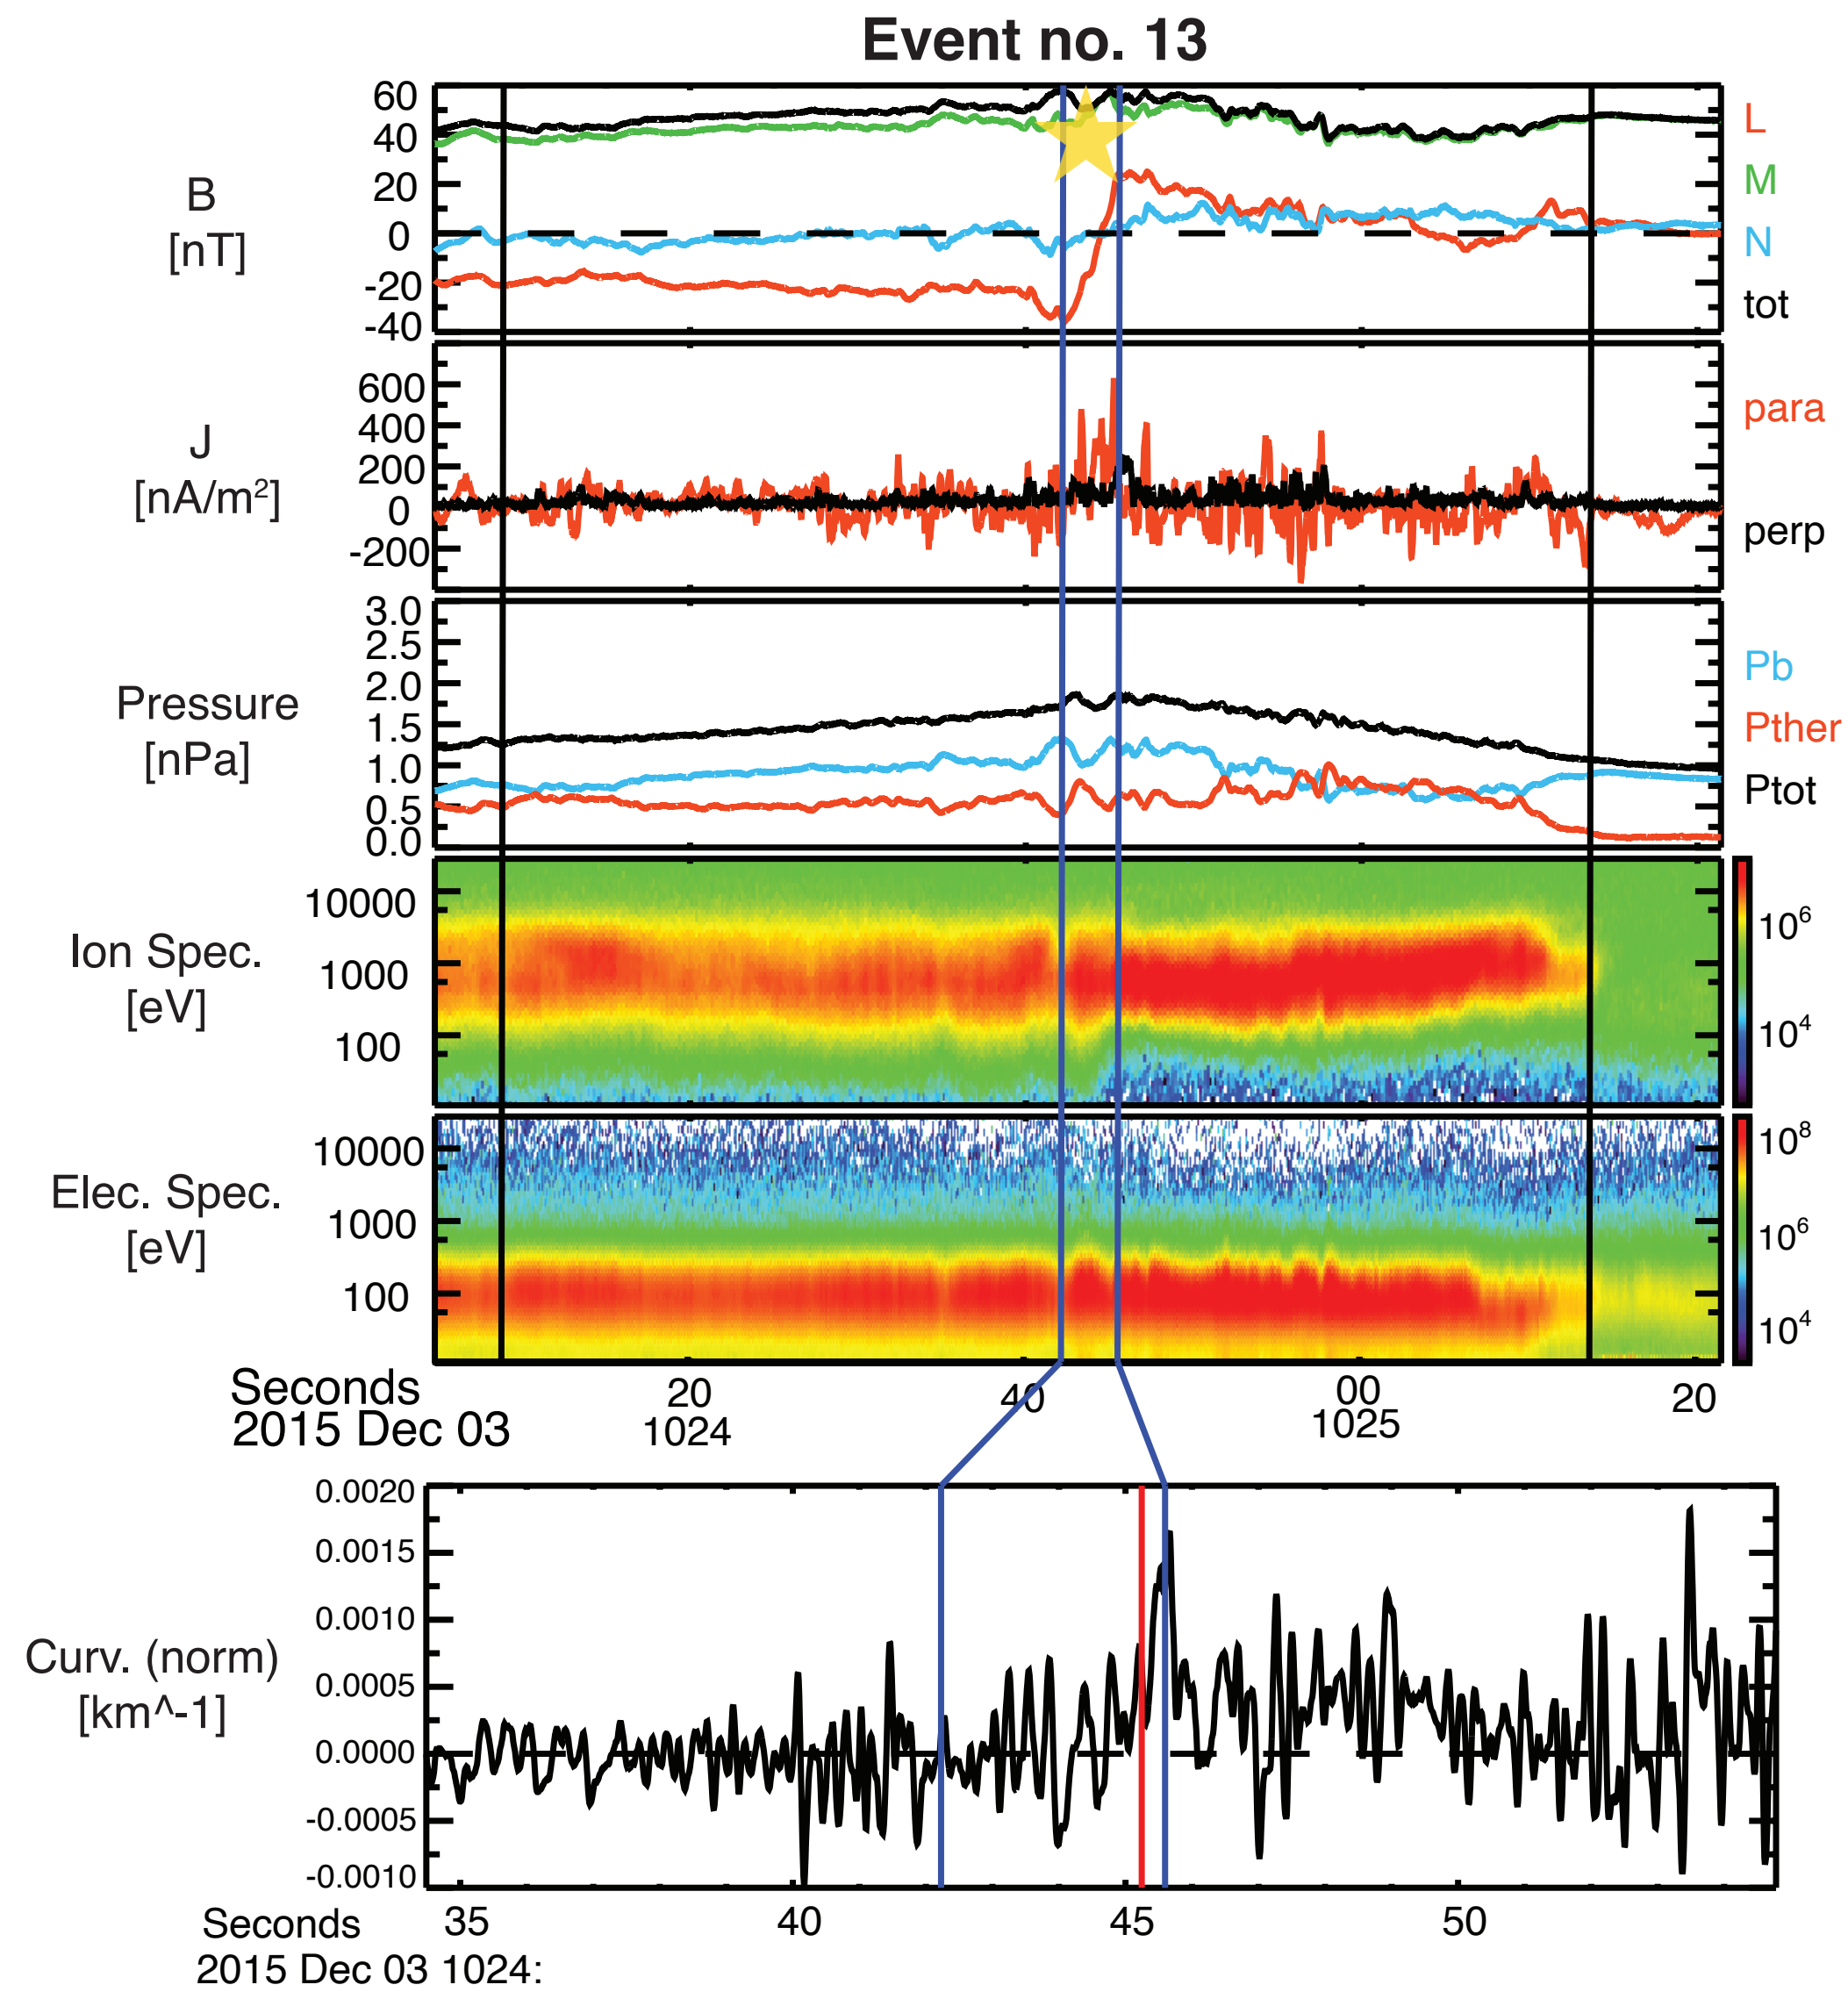 Event no. 13
60
40
20
0
-20
-40
B
[nT]
L
M
N
tot
600
400
200
0
-200
J
[nA/m²]
para
perp
3.0
2.5
2.0
1.5
1.0
0.5
0.0
Pressure
[nPa]
Pb
Pther
Ptot
10000
1000
100
Ion Spec.
[eV]
10⁶
10⁴
10000
1000
100
Elec. Spec.
[eV]
10⁸
10⁶
10⁴
Seconds 20 40 00 20
2015 Dec 03 1024 1025
0.0020
0.0015
0.0010
0.0005
0.0000
-0.0005
-0.0010
Curv. (norm)
[km^-1]
Seconds 35 40 45 50
2015 Dec 03 1024: